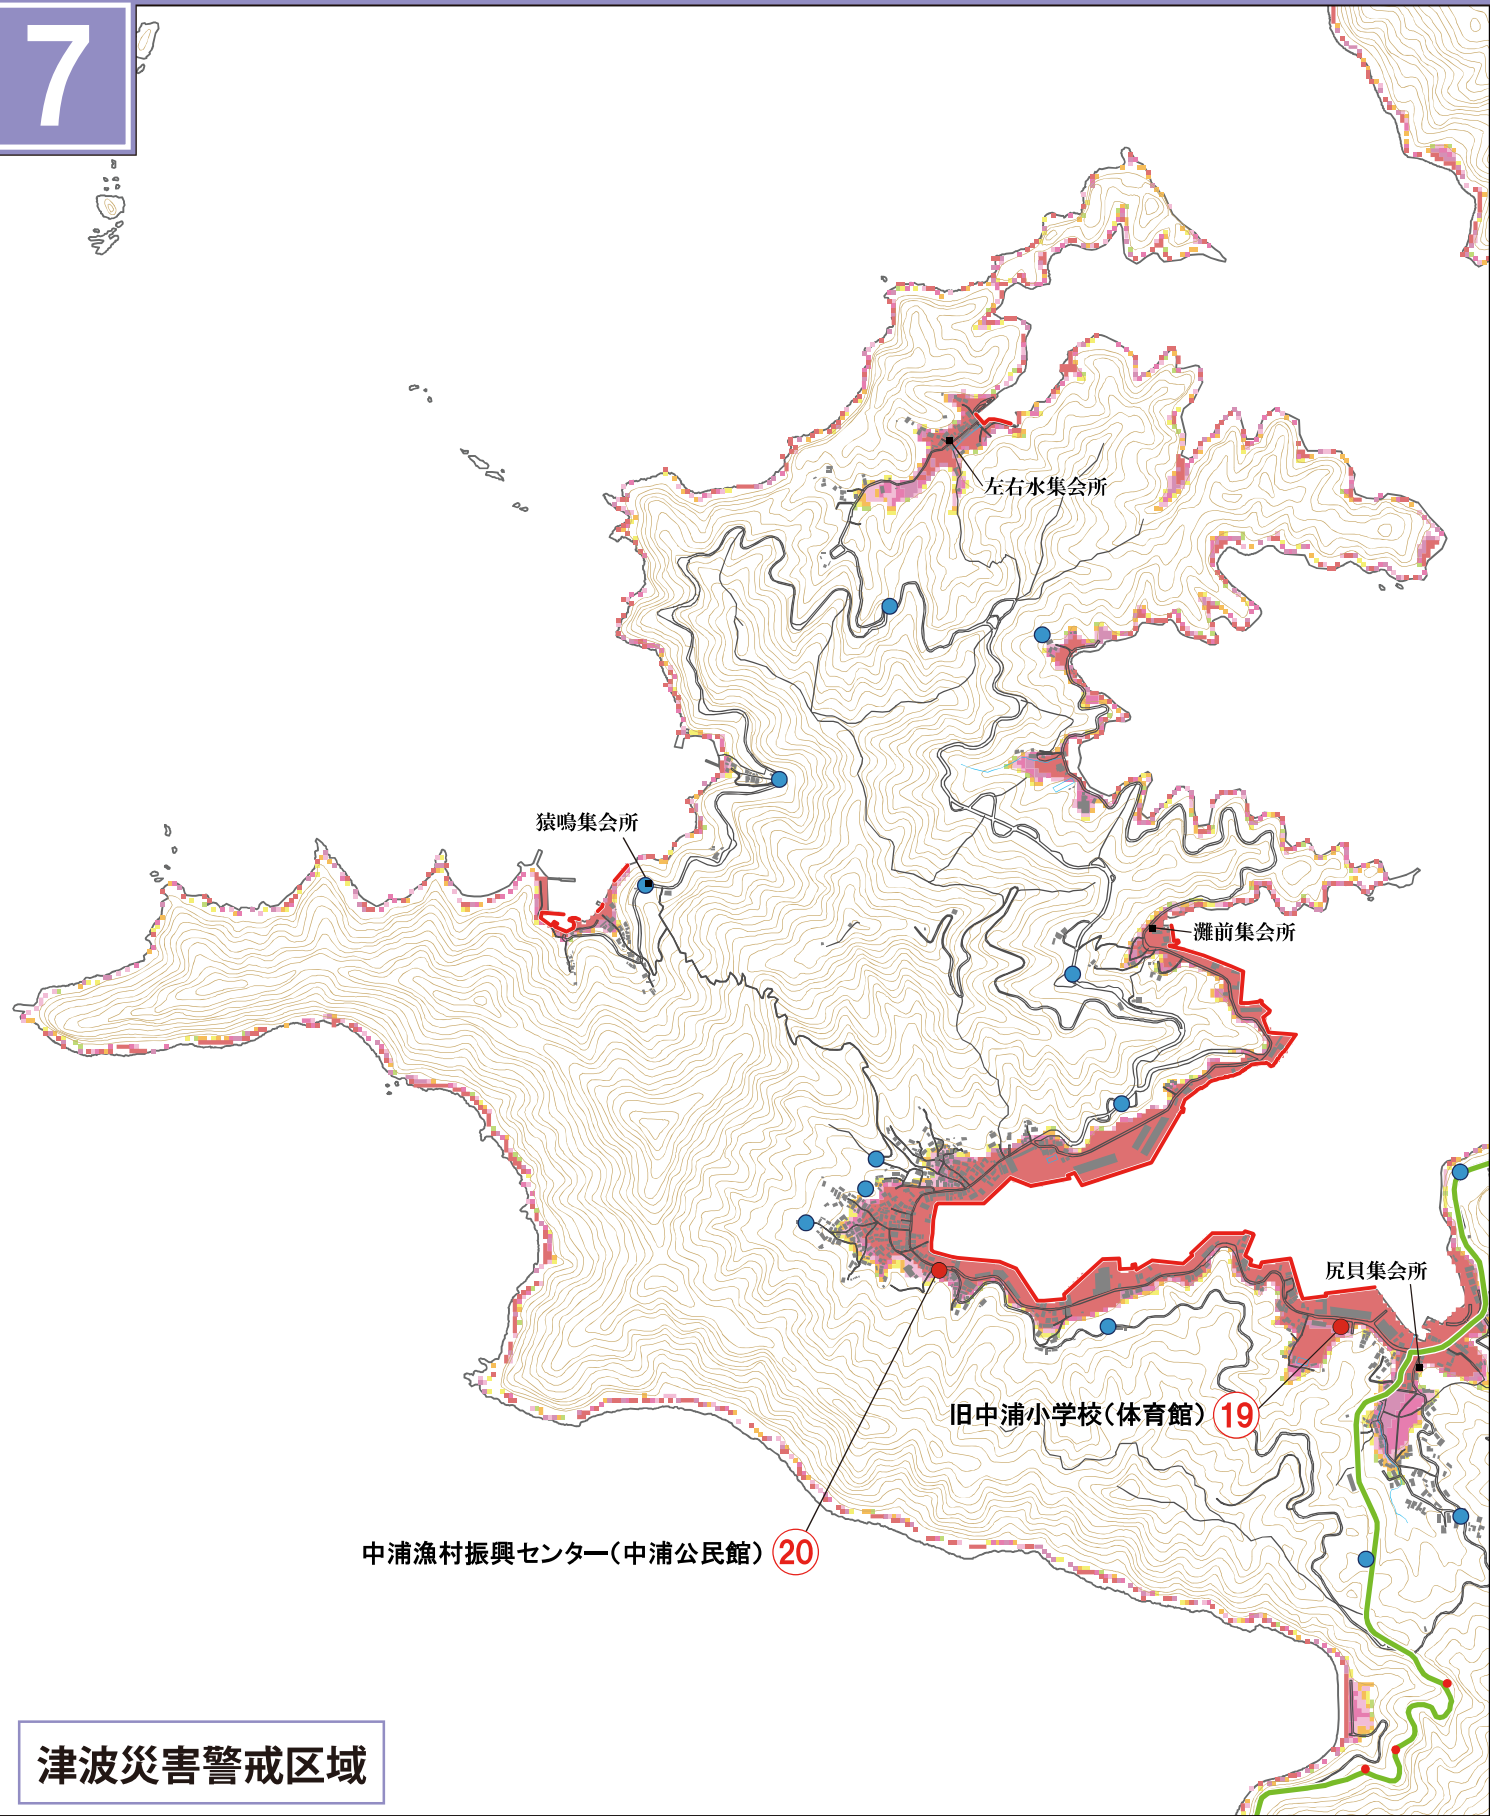 7
左右水集会所
猿鳴集会所
灘前集会所
尻貝集会所
旧中浦小学校（体育館） 19
中浦漁村振興センター（中浦公民館） 20
津波災害警戒区域